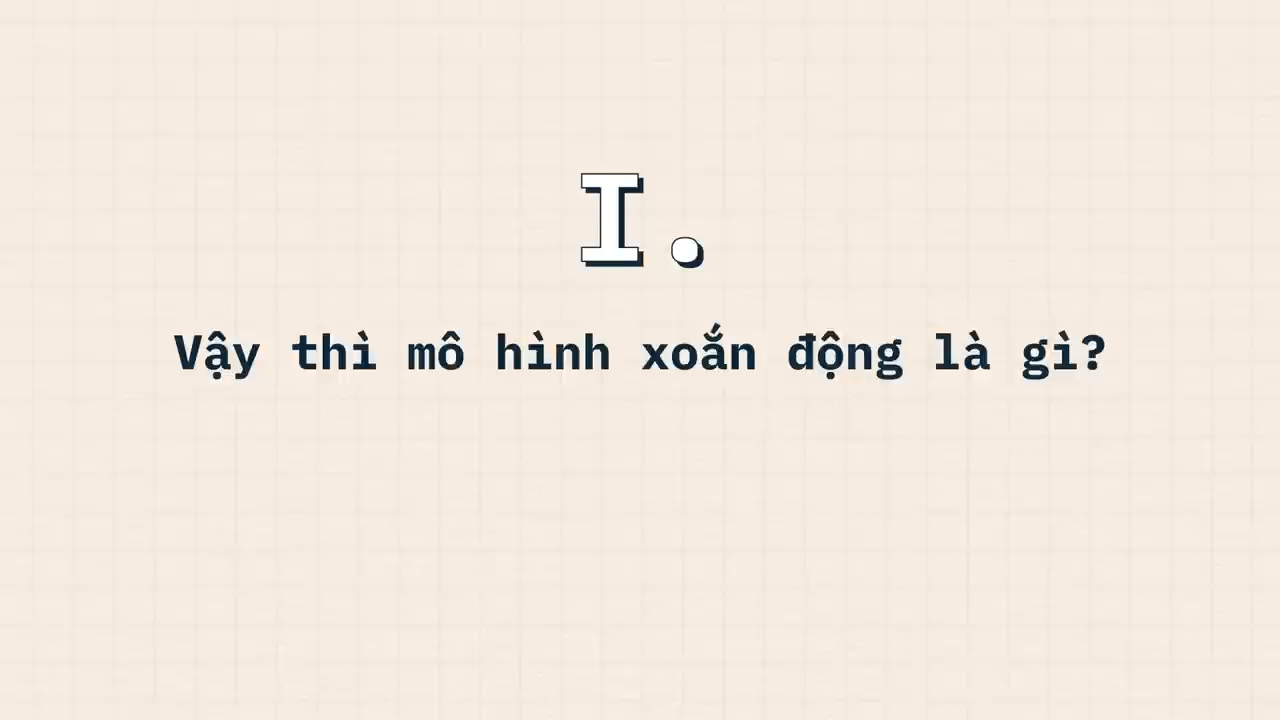 I.
Vậy thì mô hình xoắn động là gì?